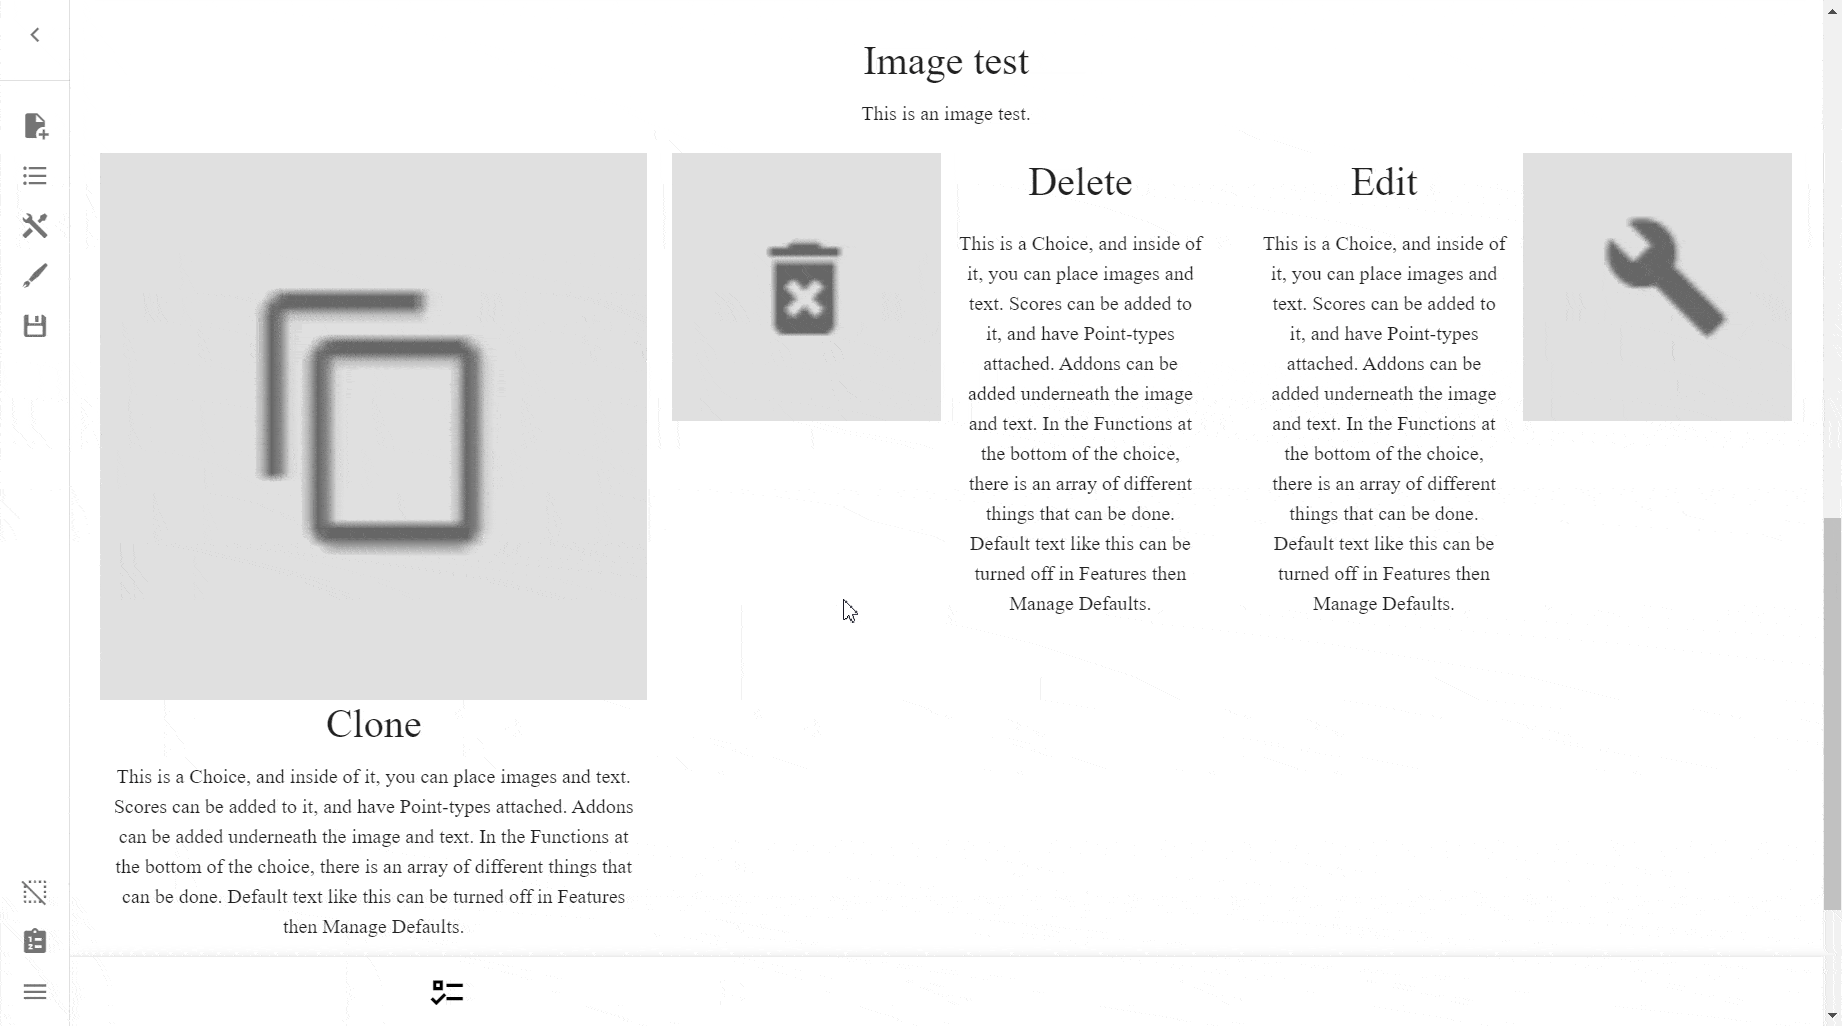 Image test
This is an image test.
Clone
This is a Choice, and inside of it, you can place images and text.
Scores can be added to it, and have Point-types attached. Addons
can be added underneath the image and text. In the Functions at
the bottom of the choice, there is an array of different things that
can be done. Default text like this can be turned off in Features
then Manage Defaults.
Delete
This is a Choice, and inside of
it, you can place images and
text. Scores can be added to
it, and have Point-types
attached. Addons can be
added underneath the image
and text. In the Functions at
the bottom of the choice,
there is an array of different
things that can be done.
Default text like this can be
turned off in Features then
Manage Defaults.
Edit
This is a Choice, and inside of
it, you can place images and
text. Scores can be added to
it, and have Point-types
attached. Addons can be
added underneath the image
and text. In the Functions at
the bottom of the choice,
there is an array of different
things that can be done.
Default text like this can be
turned off in Features then
Manage Defaults.